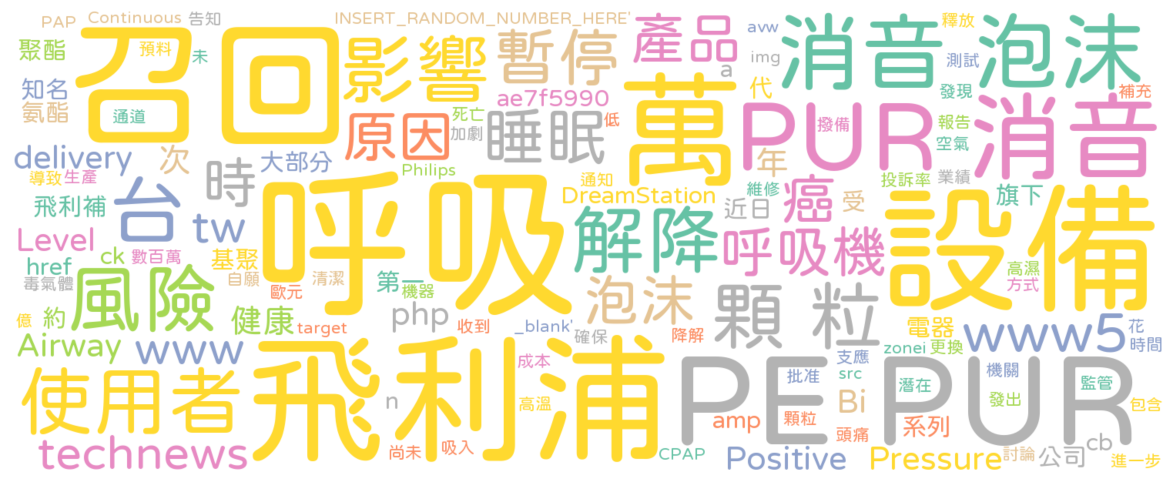 PAP Continuous 告知 INSERT_RANDOM_NUMBER_HERE' avw 釋放
聚酯 預料 未 召回 影響 暫停 產品 img 消音 測試 泡沫
知名 a 代 發現 補充
氨酯 通道 ae7f5990 死亡 低 萬 PUR 撥備 報告 消音
原因 加劇 睡眠 空氣
delivery 次 大部分 Philips 通知 年 維修 投訴率 業績
導致 生產 時 DreamStation 近日 癌 受 旗下
飛利補 台 tw 呼吸 解降 呼吸機 設備
Level ck 數百萬 基聚
href 自願 清潔 第一 高濕
毒氣體 風險 歐元 機器 泡沫 顆粒 方式
億 約 健康 target php 收到 _blank' 確保 降解 電器 www5 花
Airway www 成本 支應 zonei 更換 時間
使用者 飛利浦 PE PUR src 批准 潛在 機關 監管
n 高溫 amp 顆粒 Bi 發出 包含
technews 尚未 吸入 頭痛 系列
CPAP Positive Pressure 討論 公司 cb 進一步